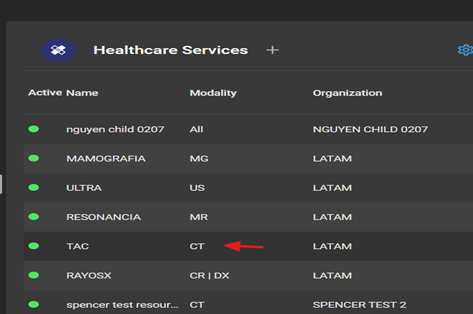 Healthcare Services +
Active Name Modality Organization
nguyen child 0207 All NGUYEN CHILD 0207
MAMOGRAFIA MG LATAM
ULTRA US LATAM
RESONANCIA MR LATAM
TAC CT LATAM
RAYOSX CR | DX LATAM
spencer test resour... CT SPENCER TEST 2